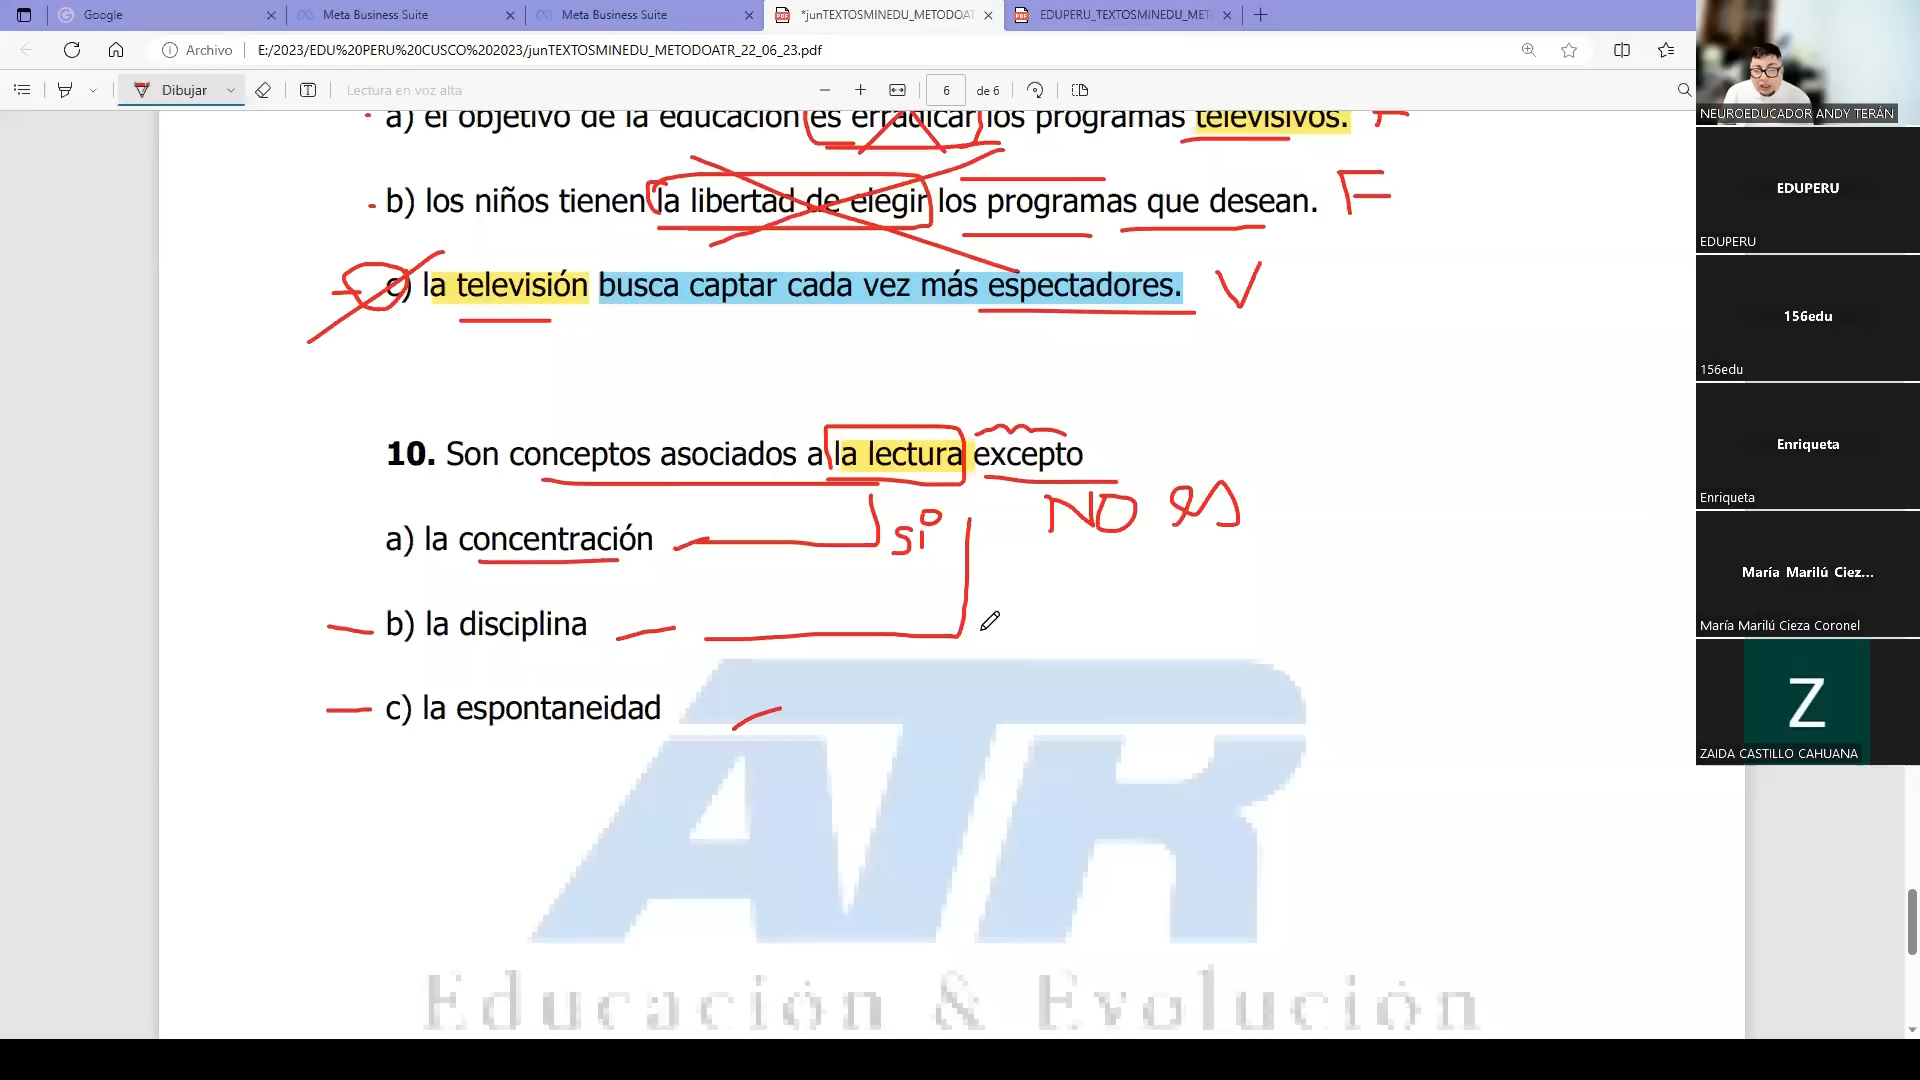 Google
Meta Business Suite
Meta Business Suite
*junTEXTOSMINEDU_METODOAT
EDUPERU_TEXTOSMINEDU_MET
Archivo
E:/2023/EDU%20PERU%20CUSCO%202023/junTEXTOSMINEDU_METODOATR_22_06_23.pdf
Dibujar
Lectura en voz alta
6 de 6
a) el objetivo de la educación es erradicar los programas televisivos. F
b) los niños tienen la libertad de elegir los programas que desean. F
c) la televisión busca captar cada vez más espectadores. V
10. Son conceptos asociados a la lectura excepto
NO es
a) la concentración
si
b) la disciplina
c) la espontaneidad
ATR
Educación & Evolución
NEUROEDUCADOR ANDY TERÁN
EDUPERU
EDUPERU
156edu
156edu
Enriqueta
Enriqueta
María Marilú Ciez...
María Marilú Cieza Coronel
Z
ZAIDA CASTILLO CAHUANA